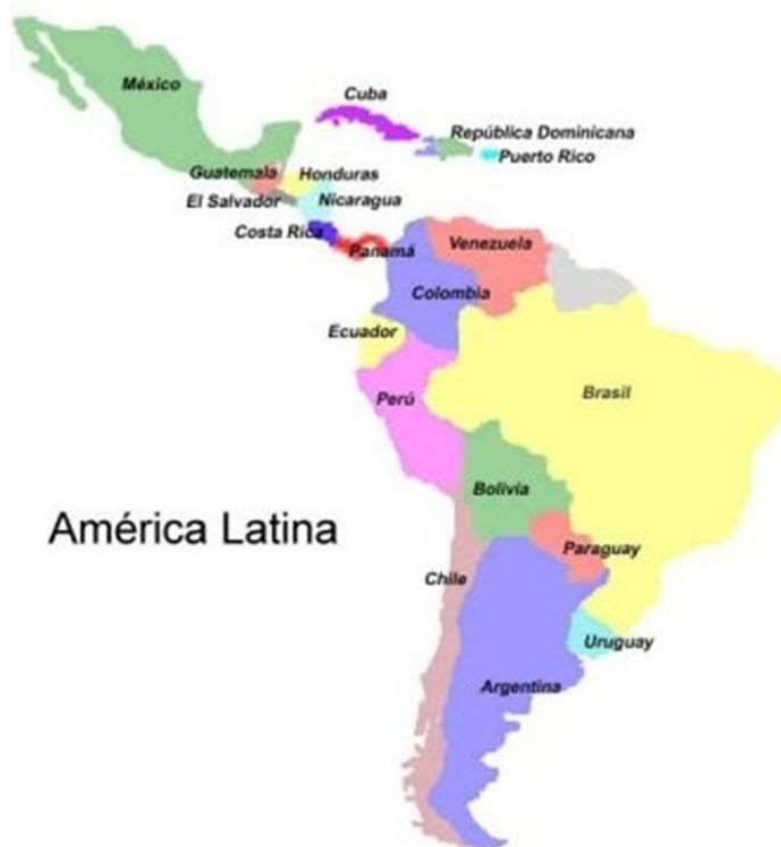 México
Cuba
República Dominicana
Puerto Rico
Guatemala
Honduras
El Salvador
Nicaragua
Costa Rica
Panamá
Venezuela
Colombia
Ecuador
Brasil
Perú
Bolivia
América Latina
Paraguay
Chile
Uruguay
Argentina